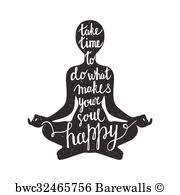 take
time to
do what
makes
your
soul
happy
bwc32465756 Barewalls ®